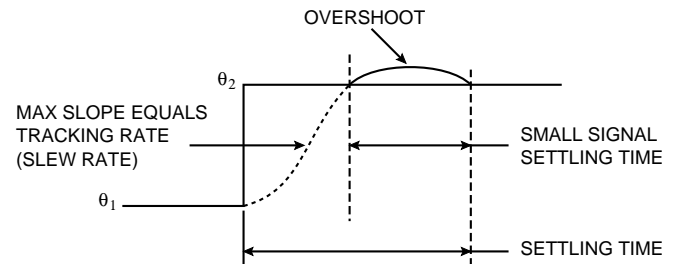 OVERSHOOT
θ2
MAX SLOPE EQUALS
TRACKING RATE
(SLEW RATE)
SMALL SIGNAL
SETTLING TIME
θ1
SETTLING TIME